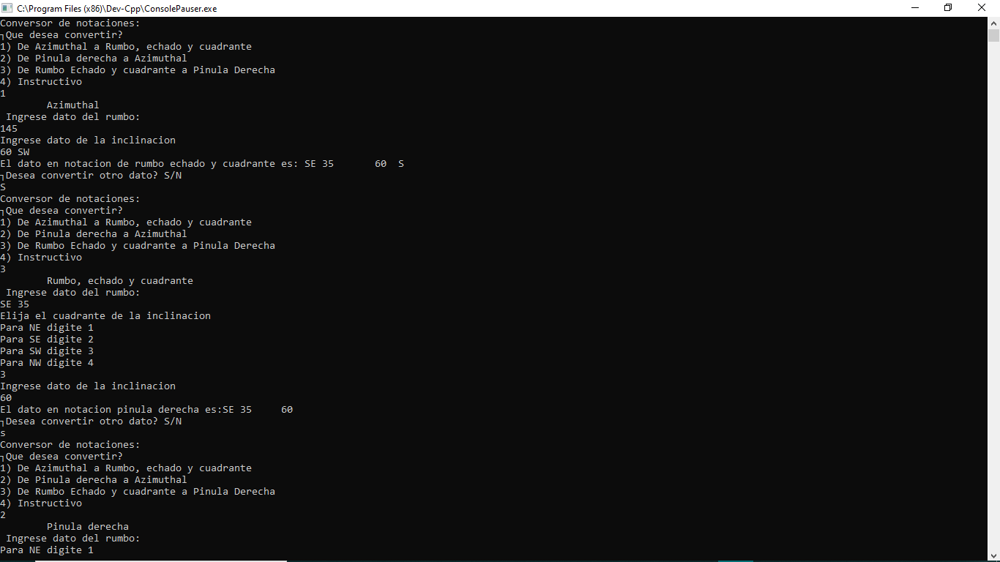 C:\Program Files (x86)\Dev-Cpp\ConsolePauser.exe
Conversor de notaciones:
┐Que desea convertir?
1) De Azimuthal a Rumbo, echado y cuadrante
2) De Pinula derecha a Azimuthal
3) De Rumbo Echado y cuadrante a Pinula Derecha
4) Instructivo
1
Azimuthal
Ingrese dato del rumbo:
145
Ingrese dato de la inclinacion
60 SW
El dato en notacion de rumbo echado y cuadrante es: SE 35 60 S
┐Desea convertir otro dato? S/N
S
Conversor de notaciones:
┐Que desea convertir?
1) De Azimuthal a Rumbo, echado y cuadrante
2) De Pinula derecha a Azimuthal
3) De Rumbo Echado y cuadrante a Pinula Derecha
4) Instructivo
3
Rumbo, echado y cuadrante
Ingrese dato del rumbo:
SE 35
Elija el cuadrante de la inclinacion
Para NE digite 1
Para SE digite 2
Para SW digite 3
Para NW digite 4
3
Ingrese dato de la inclinacion
60
El dato en notacion pinula derecha es:SE 35 60
┐Desea convertir otro dato? S/N
s
Conversor de notaciones:
┐Que desea convertir?
1) De Azimuthal a Rumbo, echado y cuadrante
2) De Pinula derecha a Azimuthal
3) De Rumbo Echado y cuadrante a Pinula Derecha
4) Instructivo
2
Pinula derecha
Ingrese dato del rumbo:
Para NE digite 1